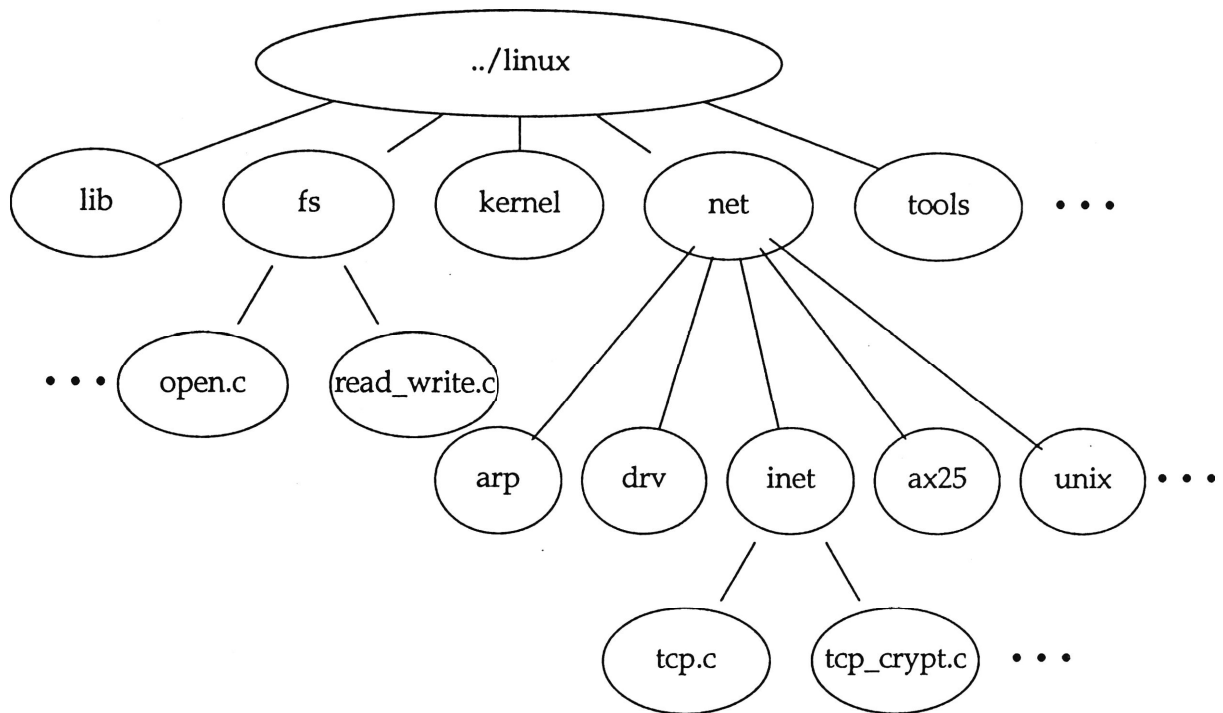 ../linux
lib fs kernel net tools • • •
• • • open.c read_write.c
arp drv inet ax25 unix • • •
tcp.c tcp_crypt.c • • •